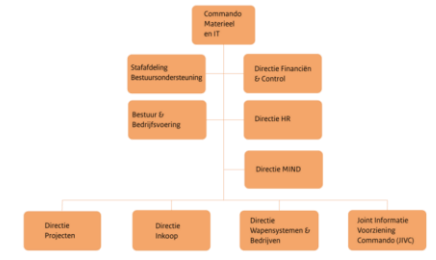 Commando
Materieel
en IT
Stafafdeling
Bestuursondersteuning
Directie Financiën
& Control
Bestuur &
Bedrijfsvoering
Directie HR
Directie MIND
Directie
Projecten
Directie
Inkoop
Directie
Wapensystemen &
Bedrijven
Joint Informatie
Voorziening
Commando (JIVC)